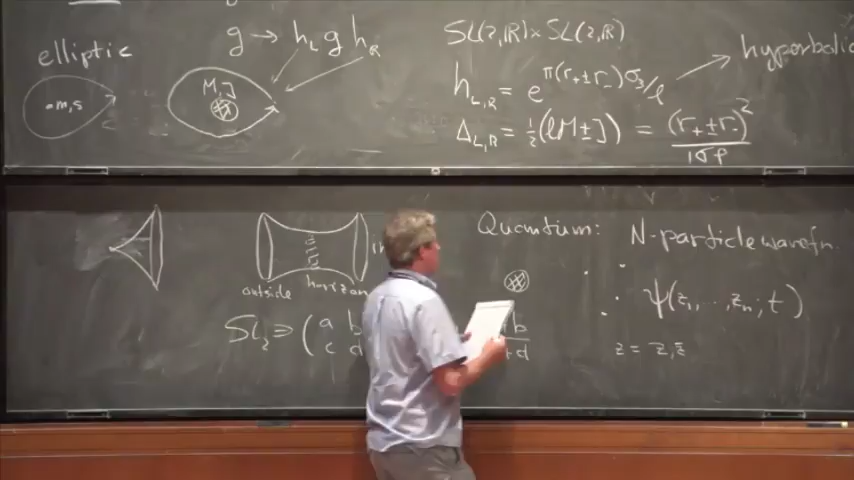 g → h_L g h_R
SL(2,R)×SL(2,R)
elliptic
hyperbolic
h_{L,R} = e^{π(r_+±r_-)σ_3/ℓ}
•m,s
M,J
Δ_{L,R} = ½(ℓM±J) = (r_+±r_-)²/16Gℓ
Quantum:
N-particle wavefn.
outside
horizon
ψ(z_1,...,z_n;t)
SL_2 ∋ (a b
c d
b
+d
z = z,z̄